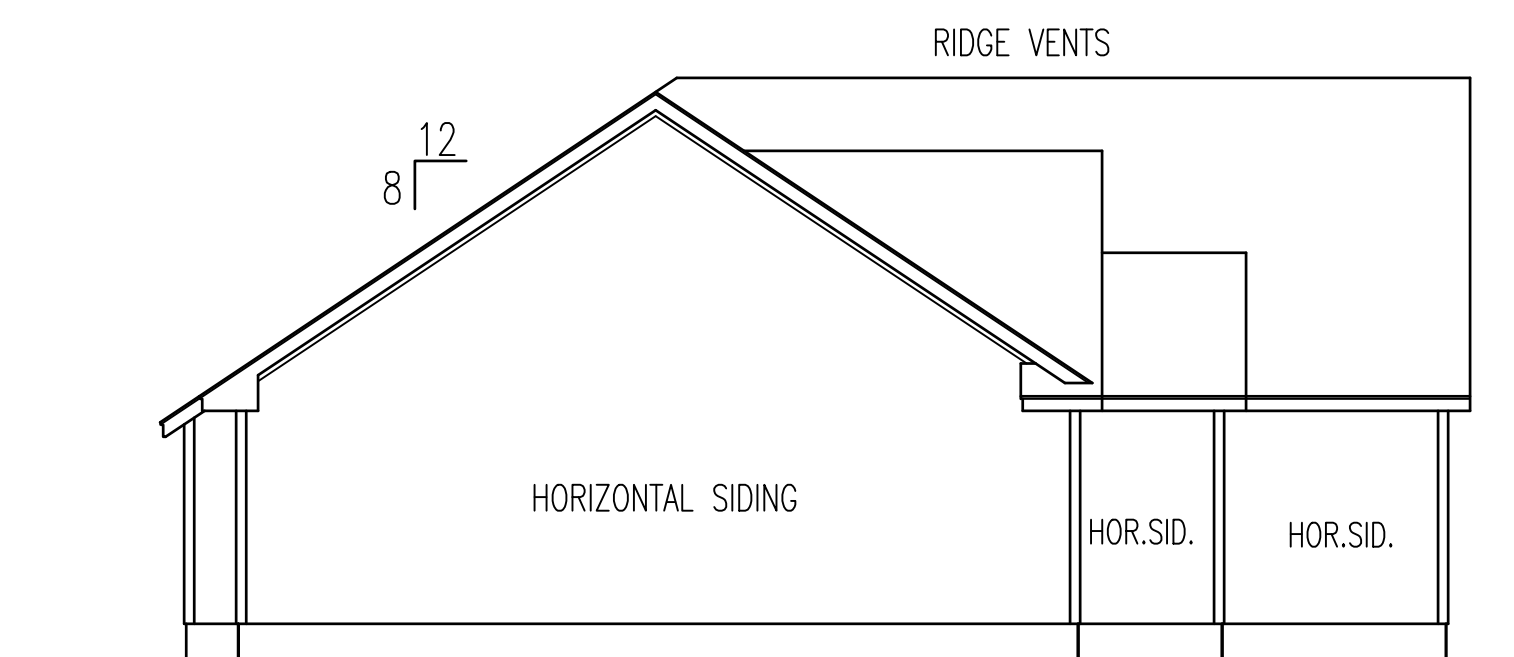 RIDGE VENTS
12
8
HORIZONTAL SIDING
HOR.SID.
HOR.SID.